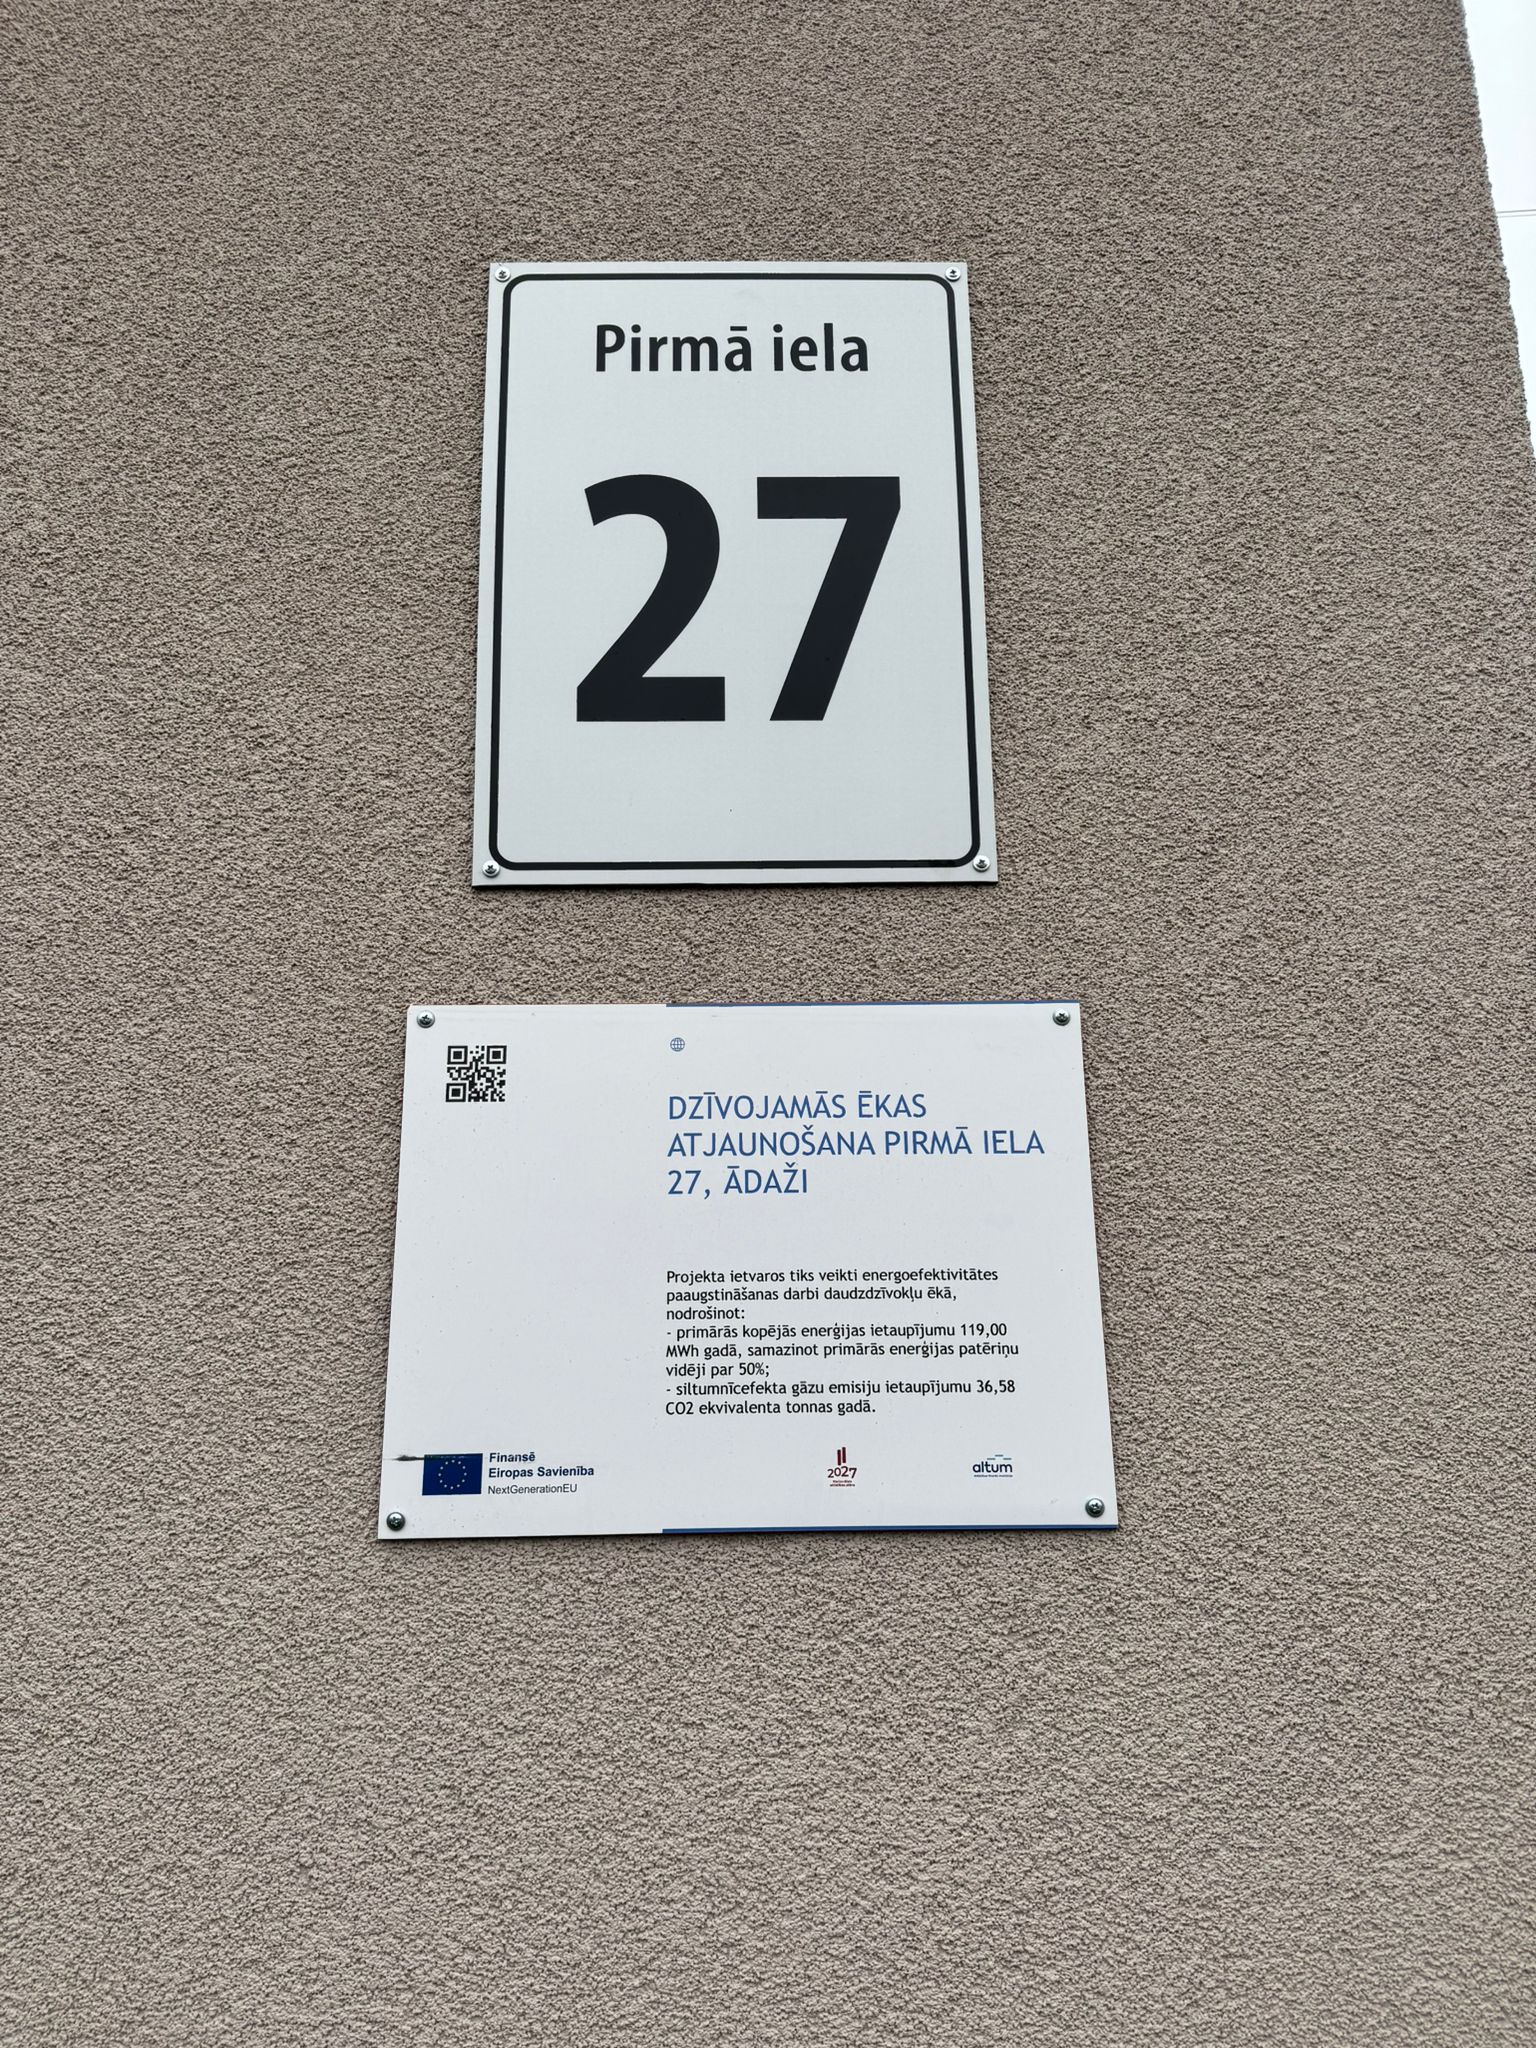 Pirmā iela
27
DZĪVOJAMĀS ĒKAS
ATJAUNOŠANA PIRMĀ IELA
27, ĀDAŽI
Projekta ietvaros tiks veikti energoefektivitātes
paaugstināšanas darbi daudzdzīvokļu ēkā,
nodrošinot:
- primārās kopējās enerģijas ietaupījumu 119,00
MWh gadā, samazinot primārās enerģijas patēriņu
vidēji par 50%;
- siltumnīcefekta gāzu emisiju ietaupījumu 36,58
CO2 ekvivalenta tonnas gadā.
Finansē
Eiropas Savienība
NextGenerationEU
2027
altum